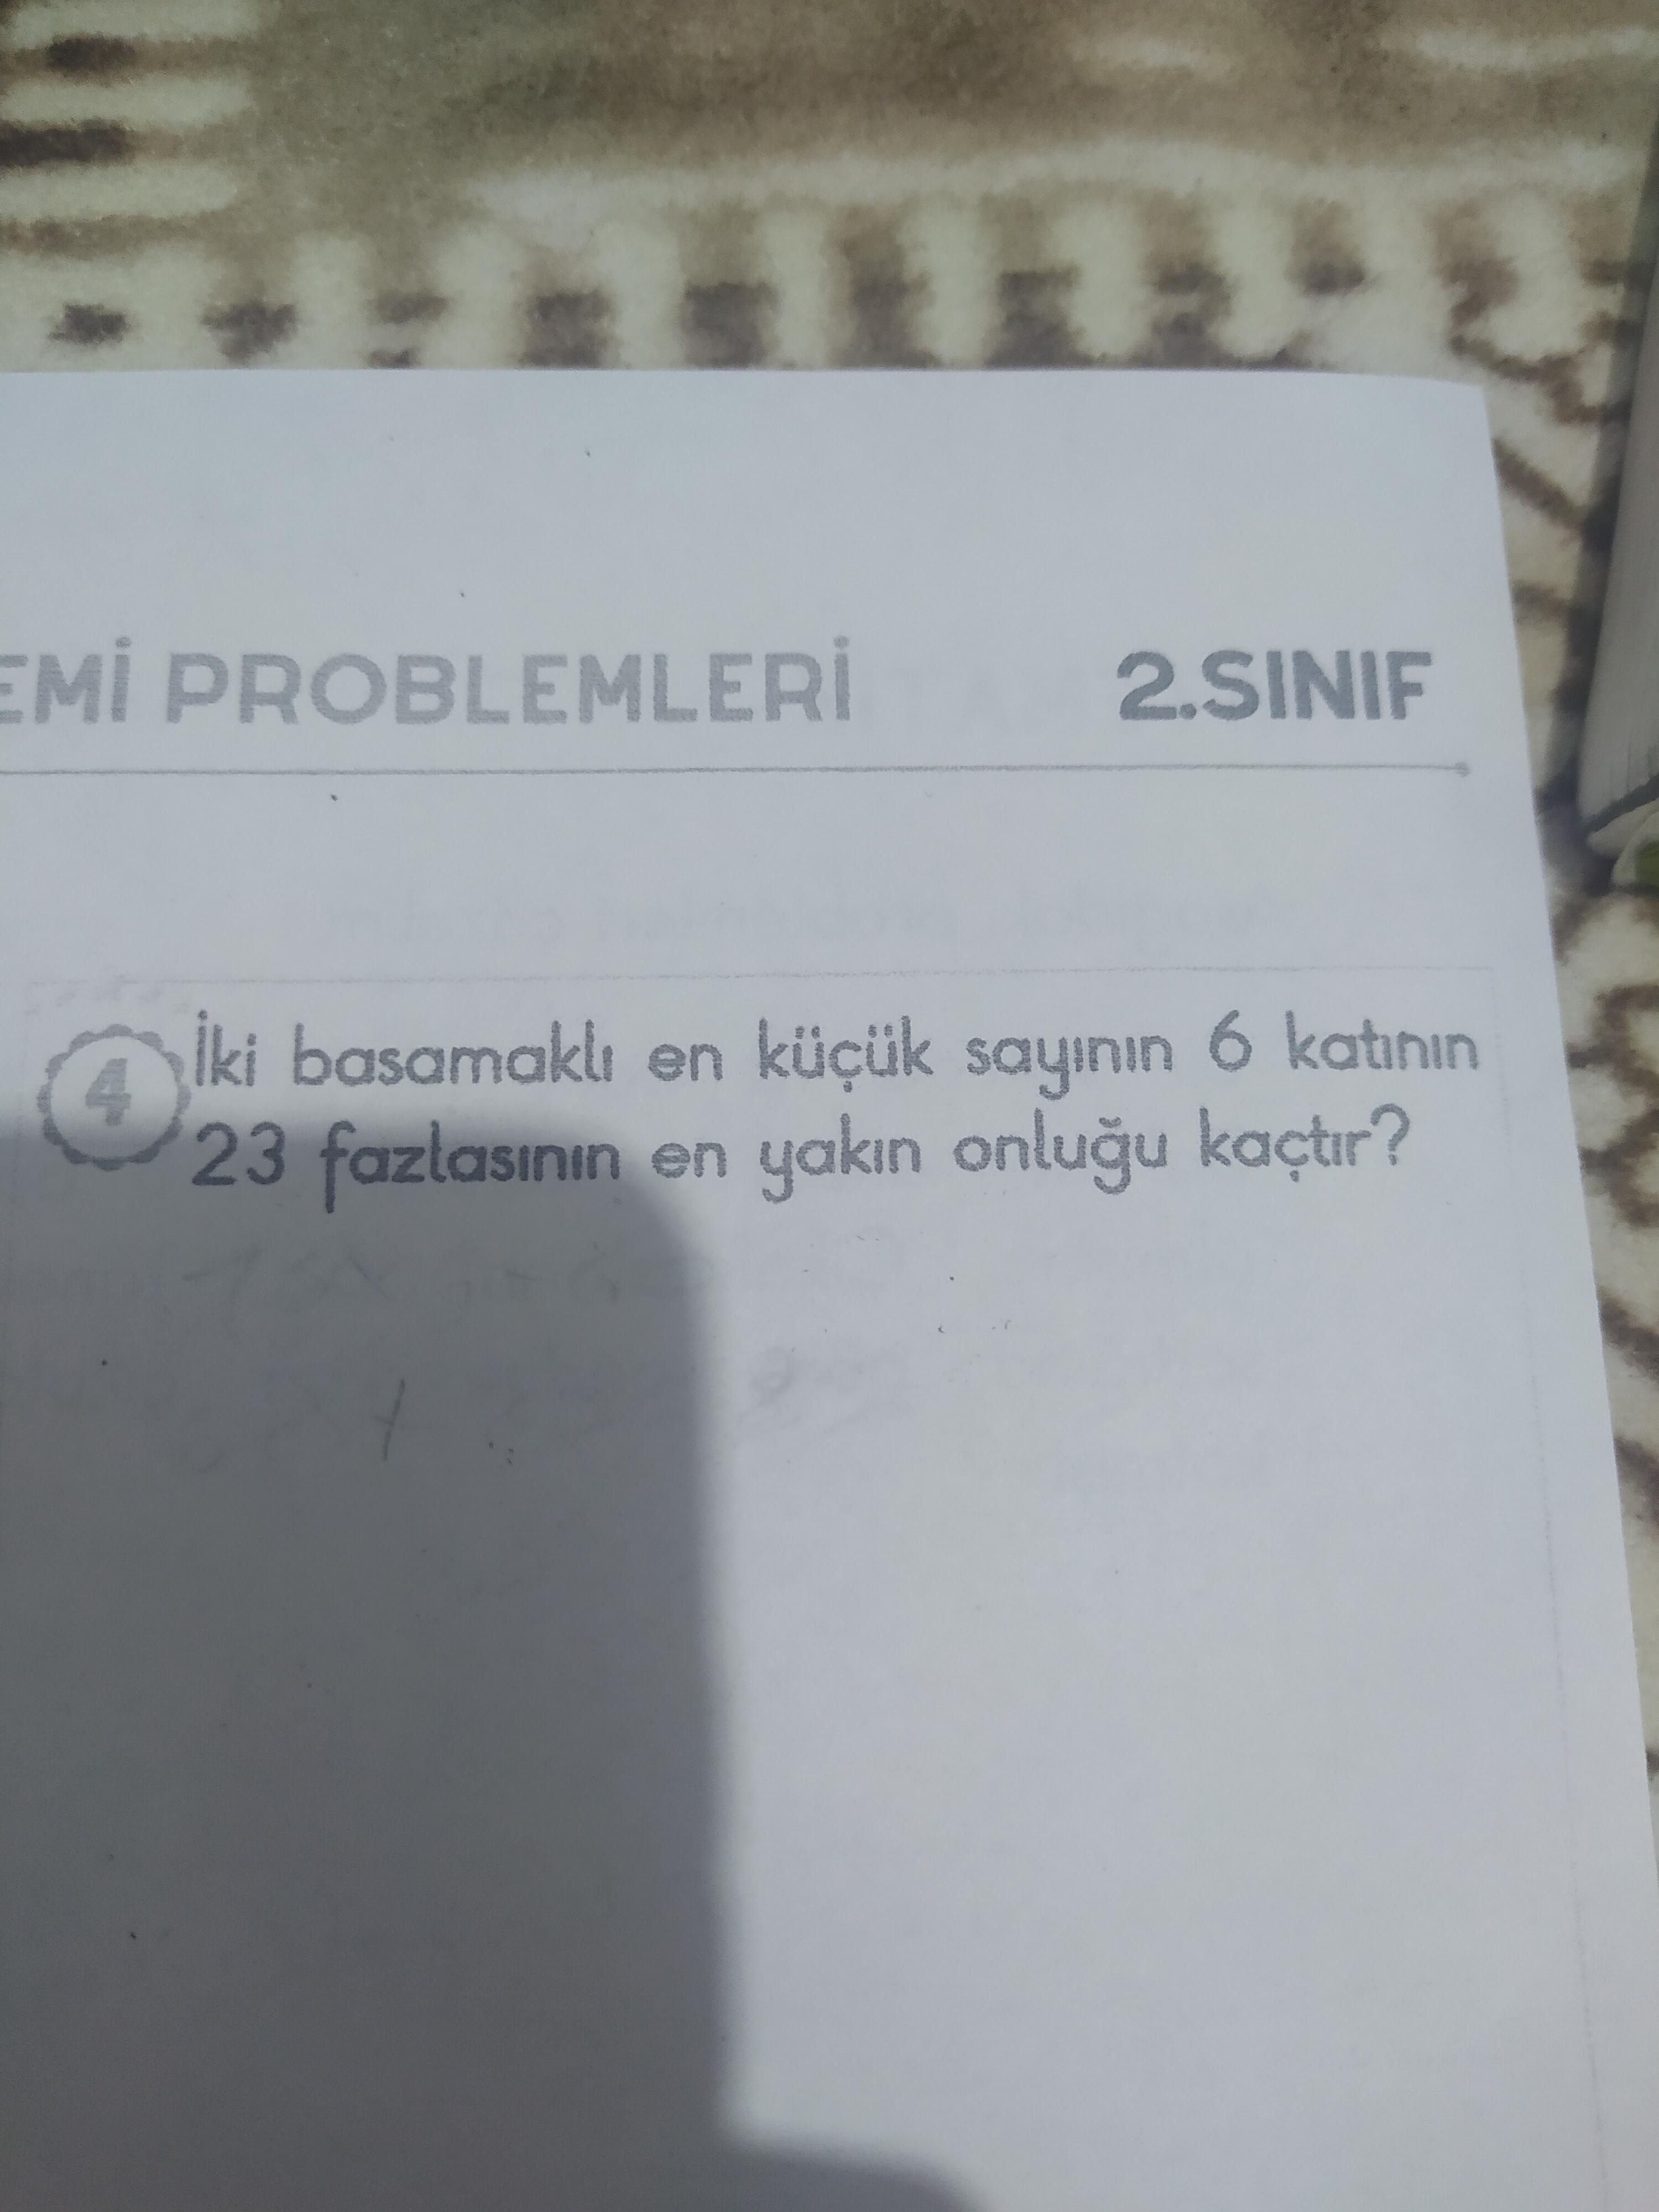 EMİ PROBLEMLERİ 2.SINIF
4 İki basamaklı en küçük sayının 6 katının
23 fazlasının en yakın onluğu kaçtır?